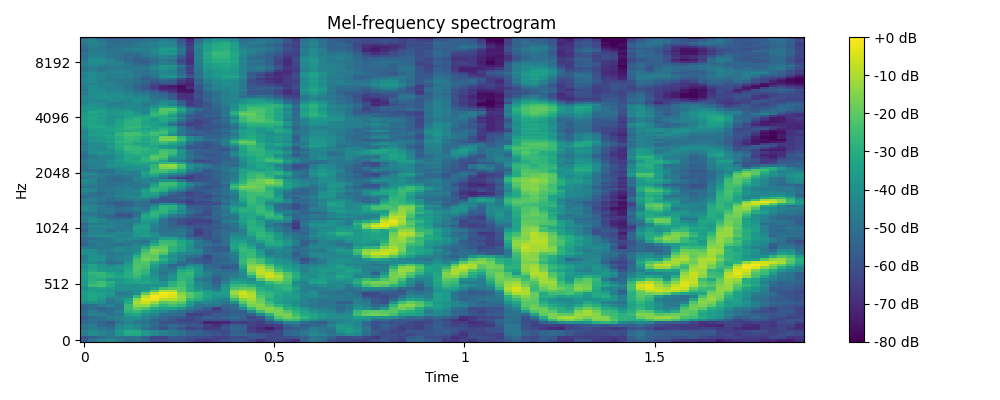 Mel-frequency spectrogram
Hz
8192
4096
2048
1024
512
0
0
0.5
1
1.5
Time
+0 dB
-10 dB
-20 dB
-30 dB
-40 dB
-50 dB
-60 dB
-70 dB
-80 dB